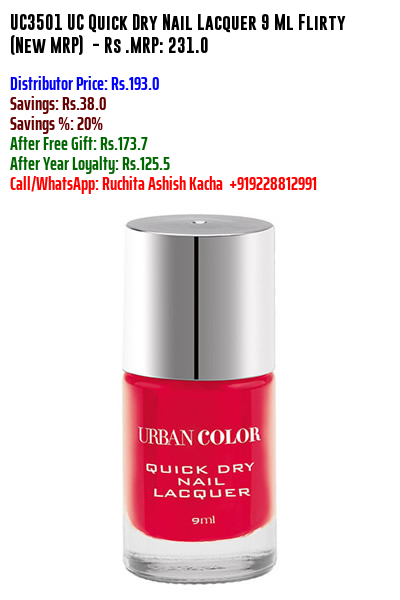 UC3501 UC Quick Dry Nail Lacquer 9 Ml Flirty
(New MRP) - Rs .MRP: 231.0
Distributor Price: Rs.193.0
Savings: Rs.38.0
Savings %: 20%
After Free Gift: Rs.173.7
After Year Loyalty: Rs.125.5
Call/WhatsApp: Ruchita Ashish Kacha +919228812991
URBAN COLOR
QUICK DRY
NAIL
LACQUER
9ml